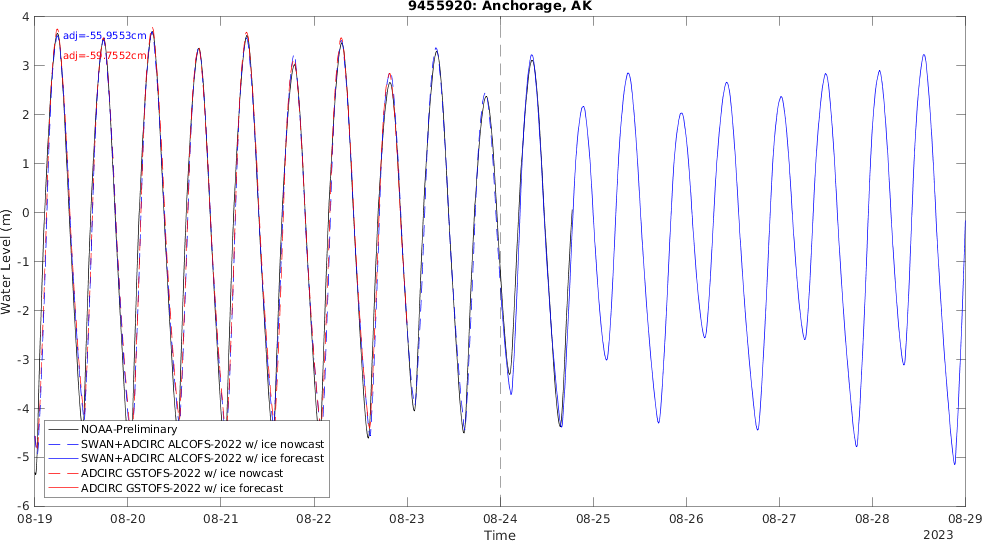 9455920: Anchorage, AK
adj=-55.9553cm
adj=-59.7552cm
Water Level (m)
4
3
2
1
0
-1
-2
-3
-4
-5
-6
NOAA-Preliminary
SWAN+ADCIRC ALCOFS-2022 w/ ice nowcast
SWAN+ADCIRC ALCOFS-2022 w/ ice forecast
ADCIRC GSTOFS-2022 w/ ice nowcast
ADCIRC GSTOFS-2022 w/ ice forecast
08-19 08-20 08-21 08-22 08-23 08-24 08-25 08-26 08-27 08-28 08-29
Time
2023